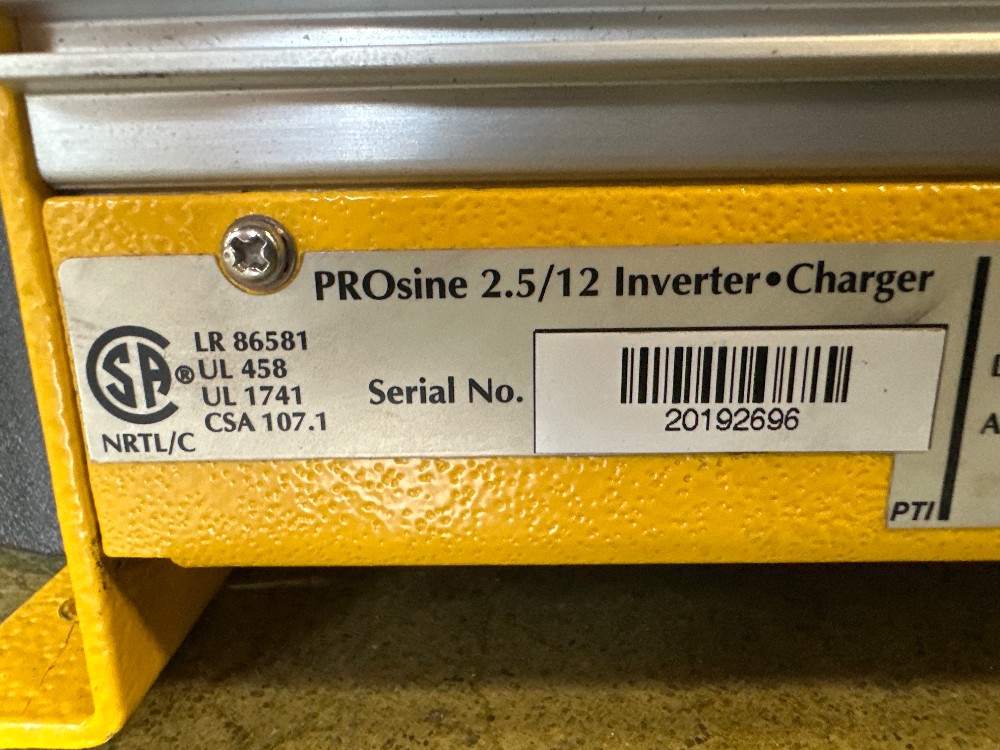 PROsine 2.5/12 Inverter•Charger
SA®
LR 86581
UL 458
UL 1741
CSA 107.1
NRTL/C
Serial No.
20192696
PTI